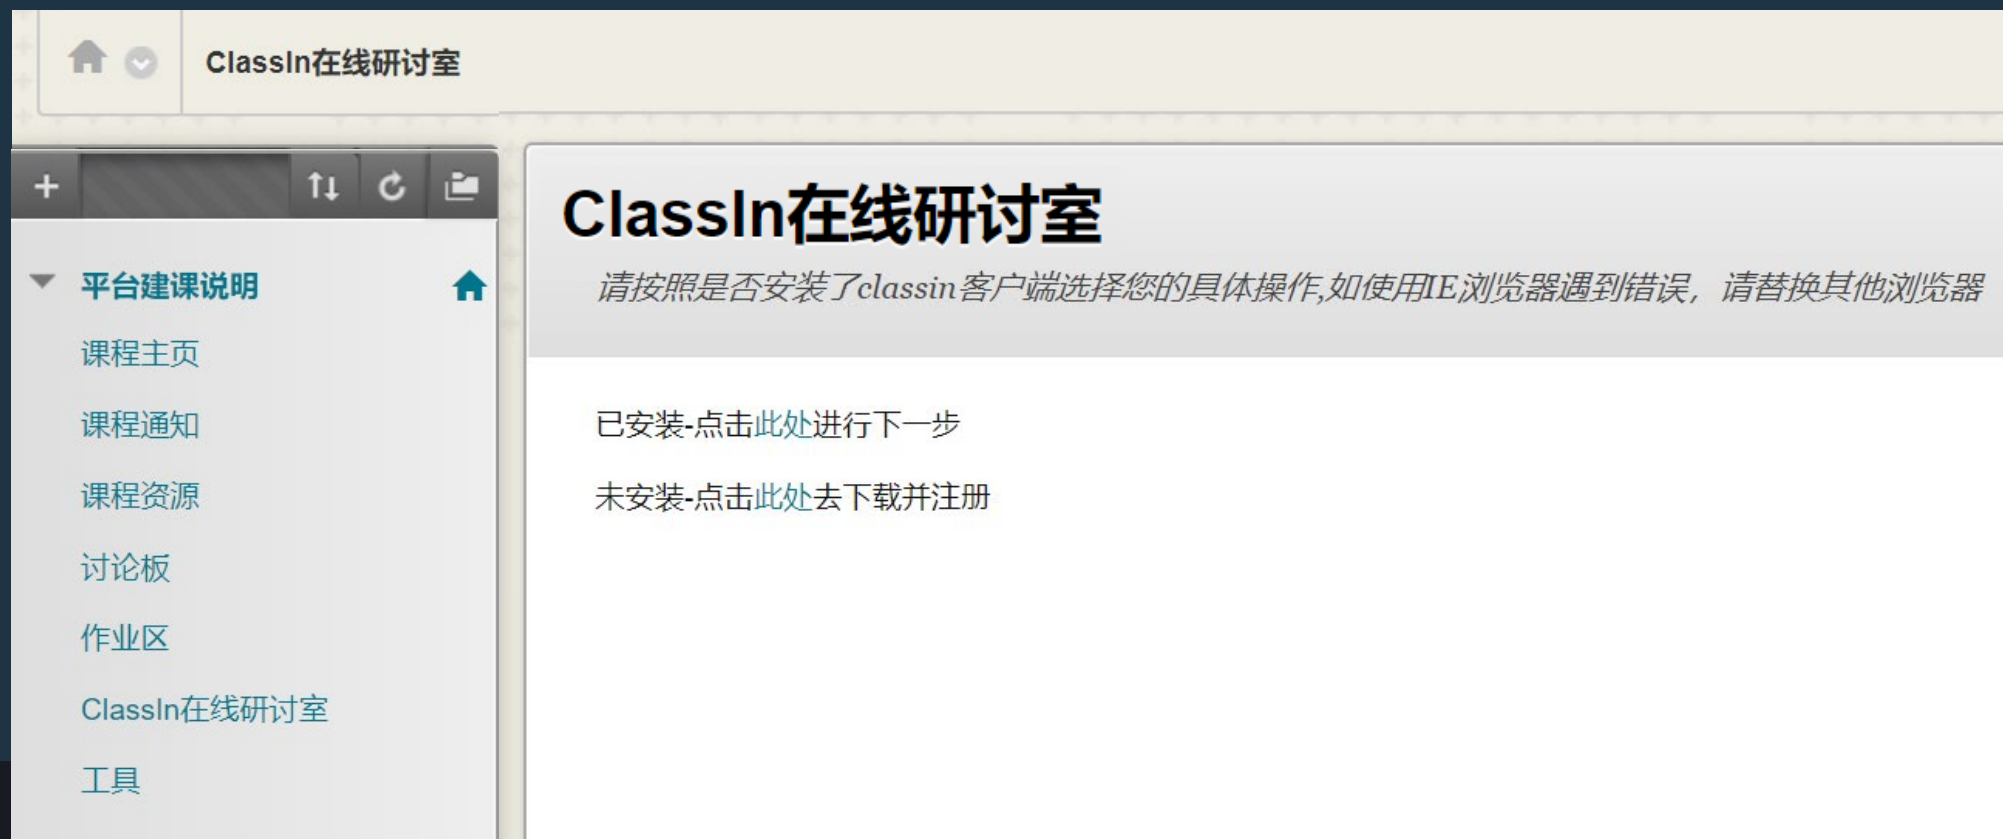 ClassIn在线研讨室
平台建课说明
课程主页
课程通知
课程资源
讨论板
作业区
ClassIn在线研讨室
工具
ClassIn在线研讨室
请按照是否安装了classin客户端选择您的具体操作,如使用IE浏览器遇到错误，请替换其他浏览器
已安装-点击此处进行下一步
未安装-点击此处去下载并注册